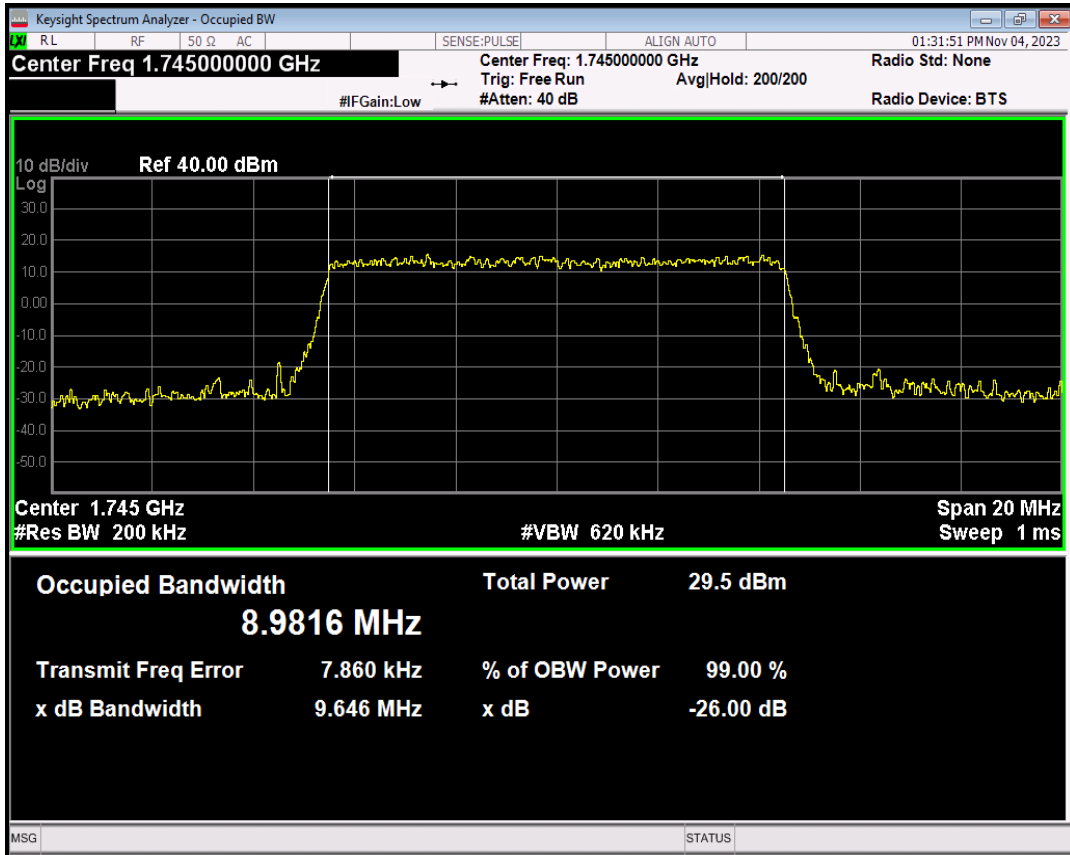 Keysight Spectrum Analyzer - Occupied BW
LXI RL RF 50 Ω AC SENSE:PULSE ALIGN AUTO 01:31:51 PM Nov 04, 2023
Center Freq 1.745000000 GHz Center Freq: 1.745000000 GHz Radio Std: None
Trig: Free Run Avg|Hold: 200/200
#IFGain:Low #Atten: 40 dB Radio Device: BTS
10 dB/div Ref 40.00 dBm
Log
30.0
20.0
10.0
0.00
-10.0
-20.0
-30.0
-40.0
-50.0
Center 1.745 GHz Span 20 MHz
#Res BW 200 kHz #VBW 620 kHz Sweep 1 ms
Occupied Bandwidth Total Power 29.5 dBm
8.9816 MHz
Transmit Freq Error 7.860 kHz % of OBW Power 99.00 %
x dB Bandwidth 9.646 MHz x dB -26.00 dB
MSG STATUS